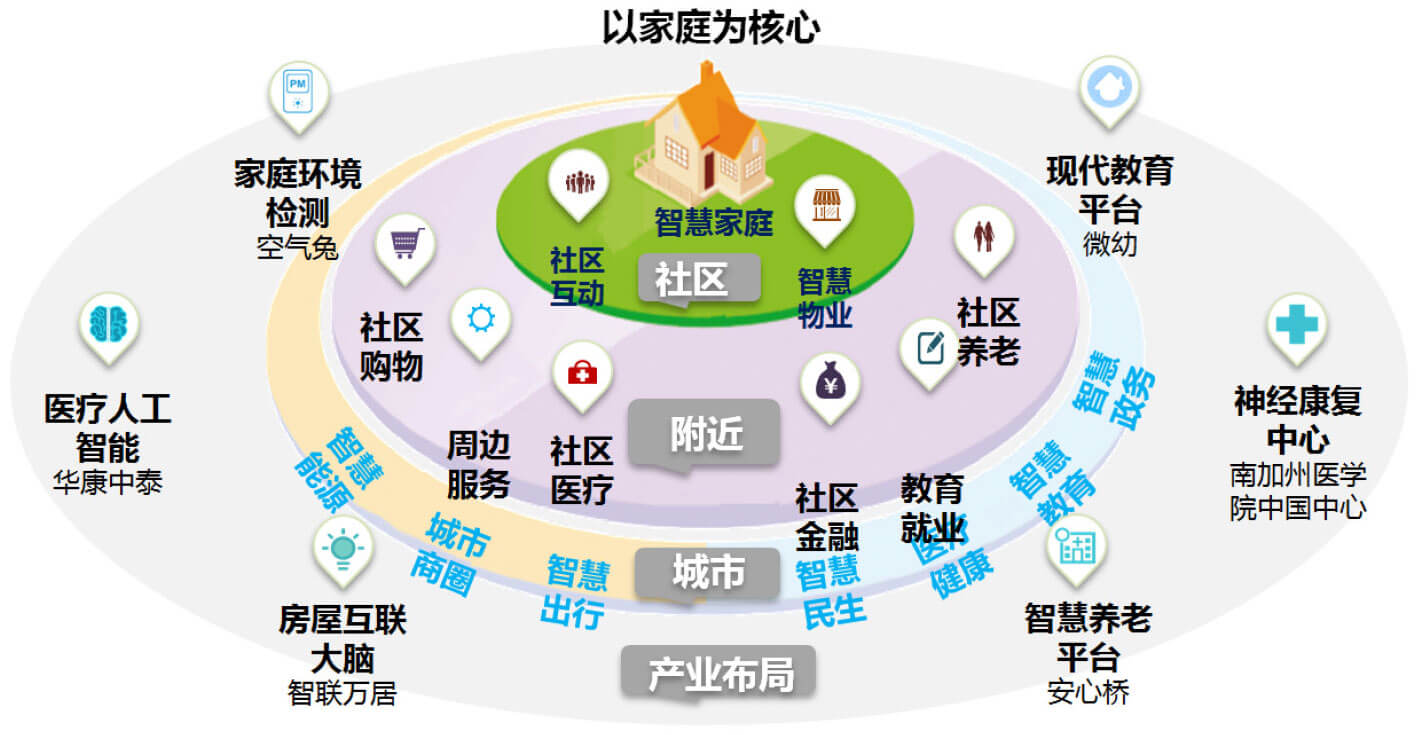 以家庭为核心
PM
家庭环境
检测
空气兔
现代教育
平台
微幼
智慧家庭
社区
互动
社区
智慧
物业
社区
购物
社区
养老
医疗人工
智能
华康中泰
神经康复
中心
南加州医学
院中国中心
周边
服务
社区
医疗
附近
¥
社区
金融
教育
就业
智慧
能源
城市
商圈
智慧
出行
城市
智慧
民生
医疗
健康
智慧
教育
智慧
政务
房屋互联
大脑
智联万居
产业布局
智慧养老
平台
安心桥